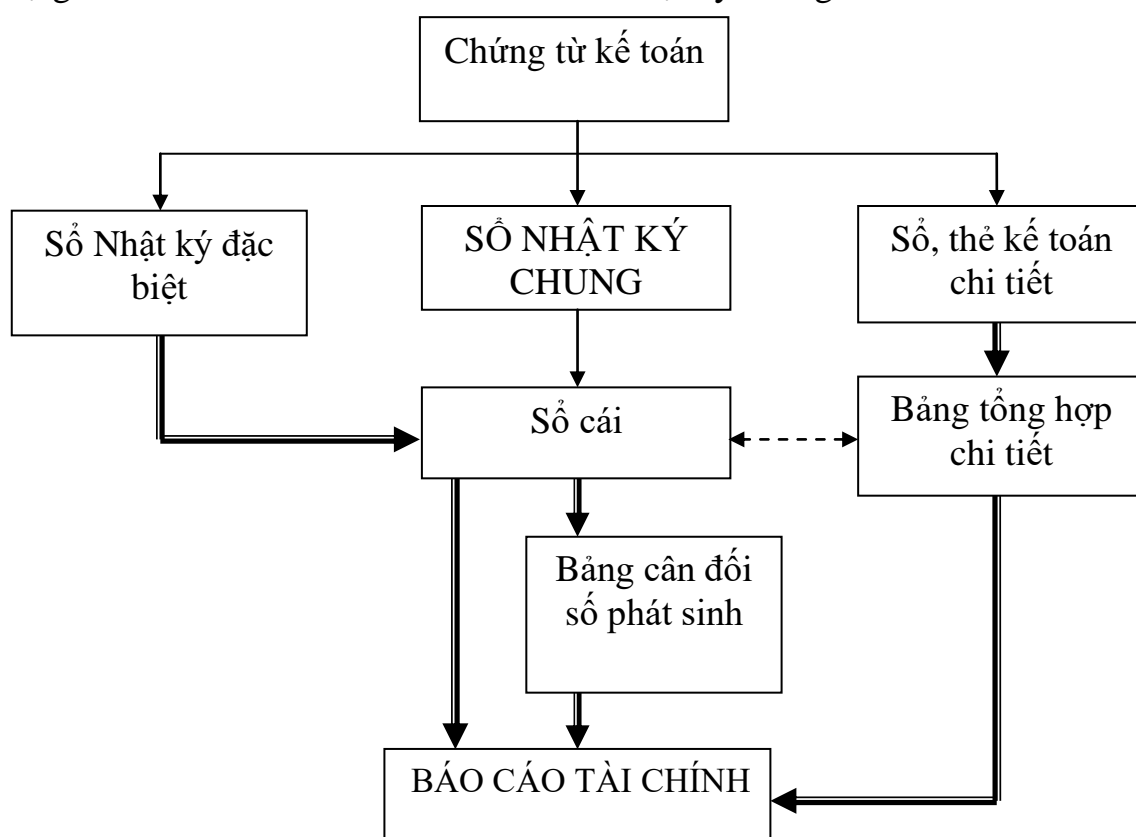 Chứng từ kế toán
Sổ Nhật ký đặc
biệt
SỔ NHẬT KÝ
CHUNG
Sổ, thẻ kế toán
chi tiết
Sổ cái
Bảng tổng hợp
chi tiết
Bảng cân đối
số phát sinh
BÁO CÁO TÀI CHÍNH